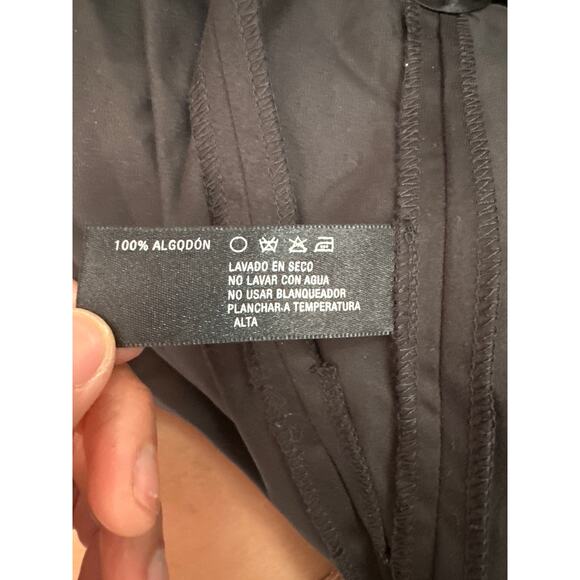 100% ALGODÓN
LAVADO EN SECO
NO LAVAR CON AGUA
NO USAR BLANQUEADOR
PLANCHAR A TEMPERATURA
ALTA